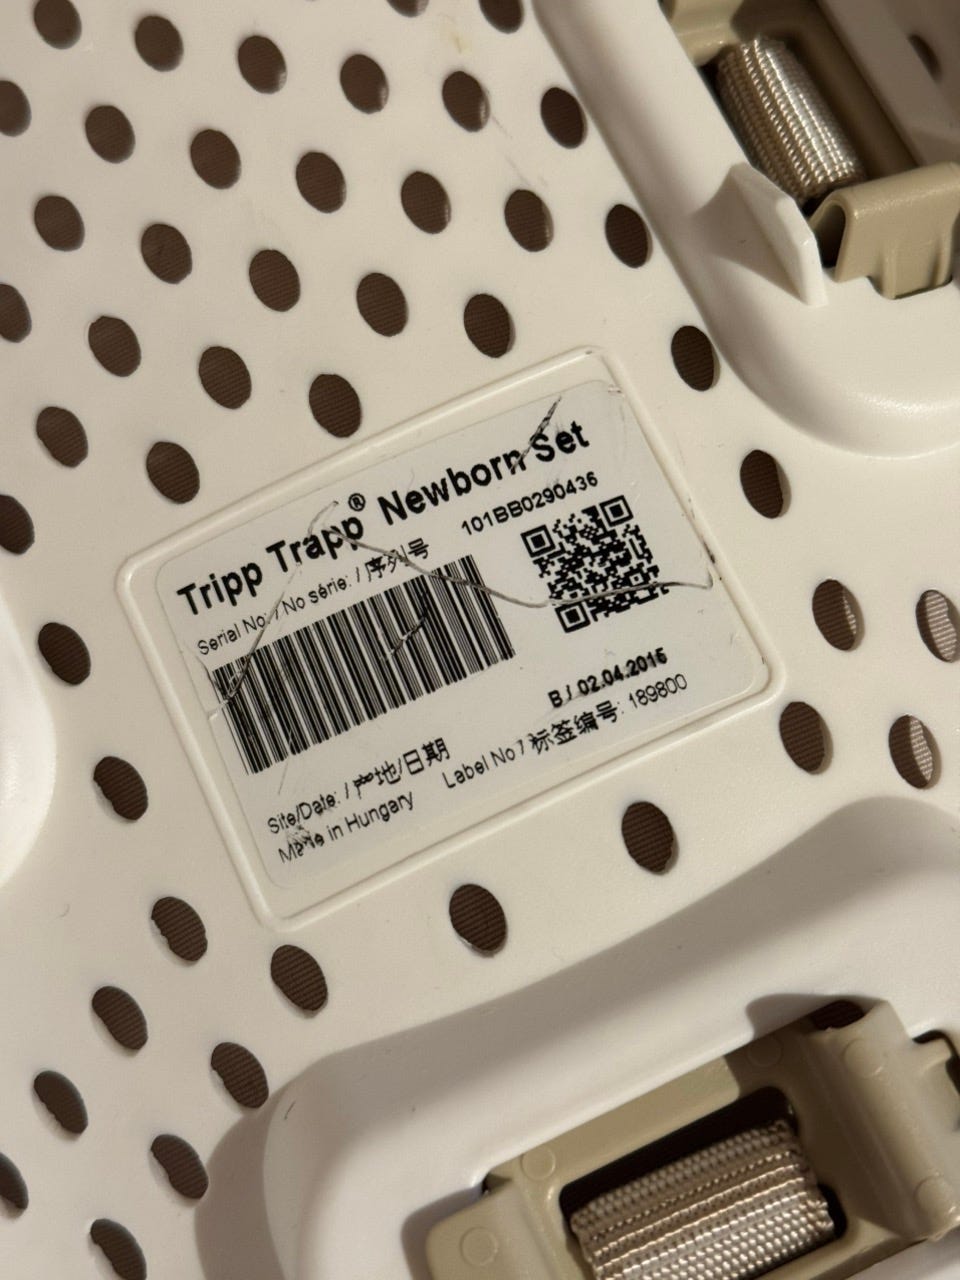 Tripp Trapp® Newborn Set
Serial No: / No série: / 序列号 101BB0290436
B / 02.04.2015
Site/Date: / 产地/日期 Label No / 标签编号: 189800
Made in Hungary